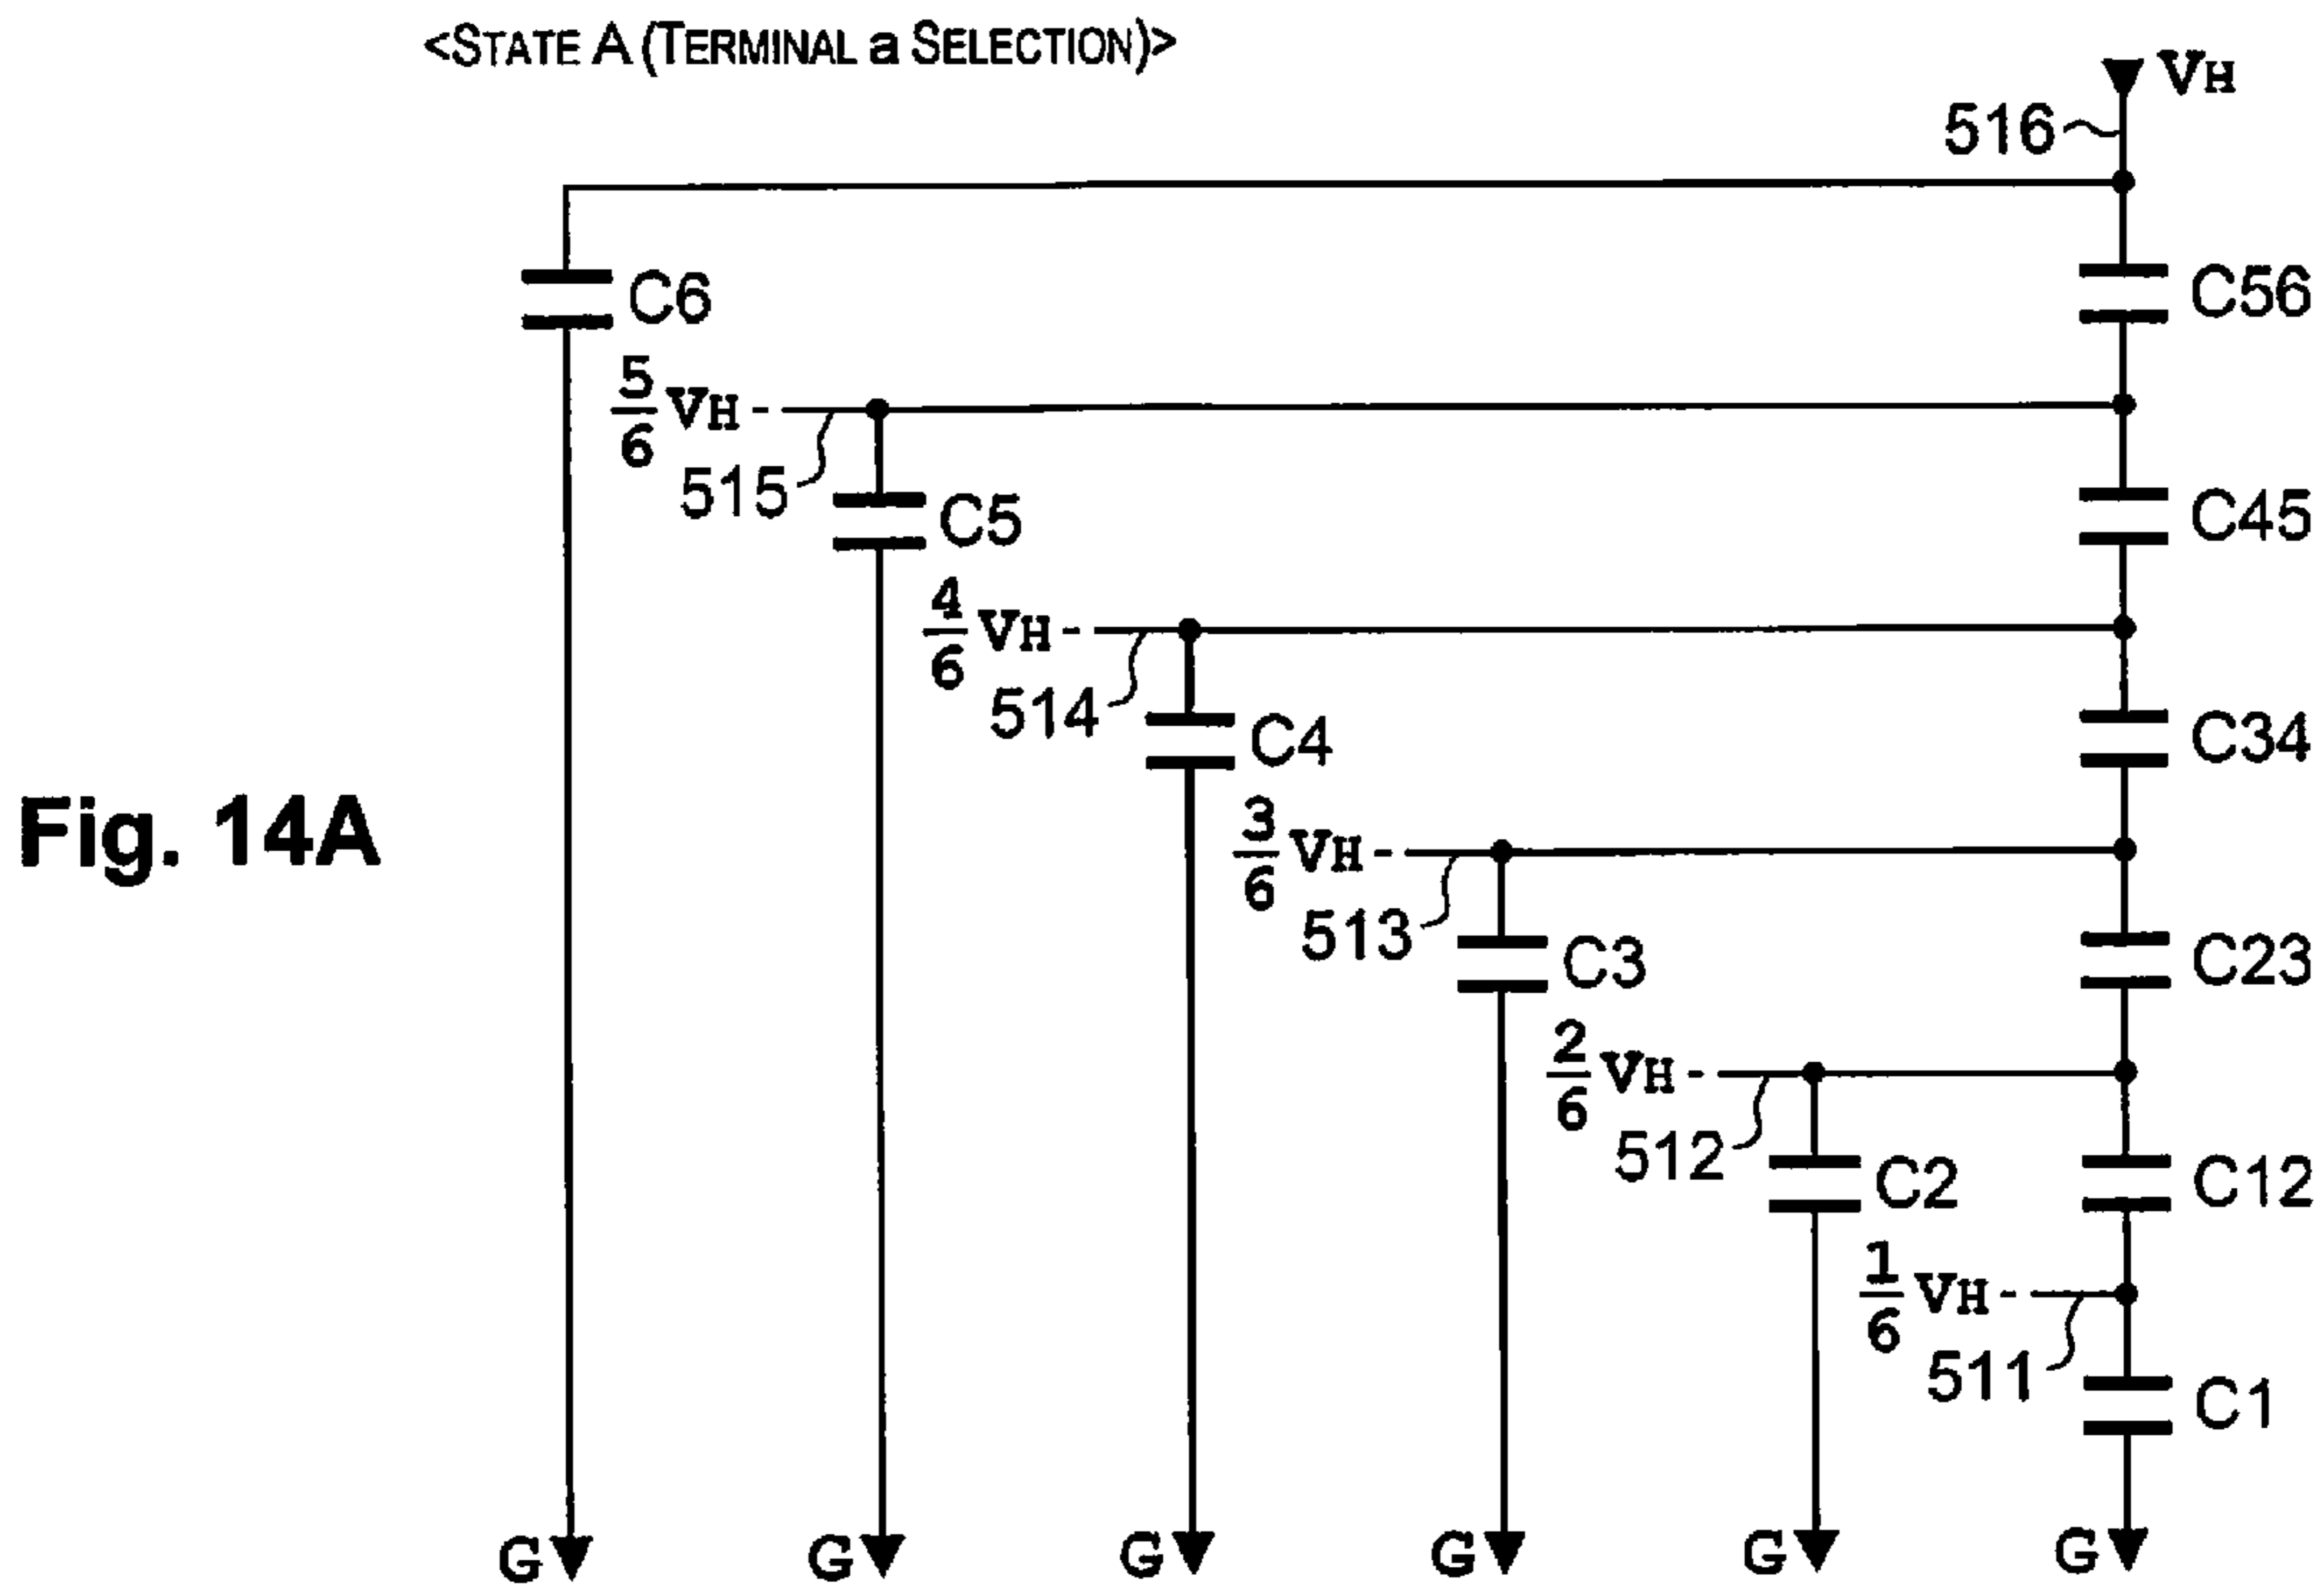 <STATE A (TERMINAL a SELECTION)>
VH
516
C6
C56
5/6 VH
515
C5
C45
4/6 VH
514
C4
C34
Fig. 14A
3/6 VH
513
C3
C23
2/6 VH
512
C2
C12
1/6 VH
511
C1
G
G
G
G
G
G